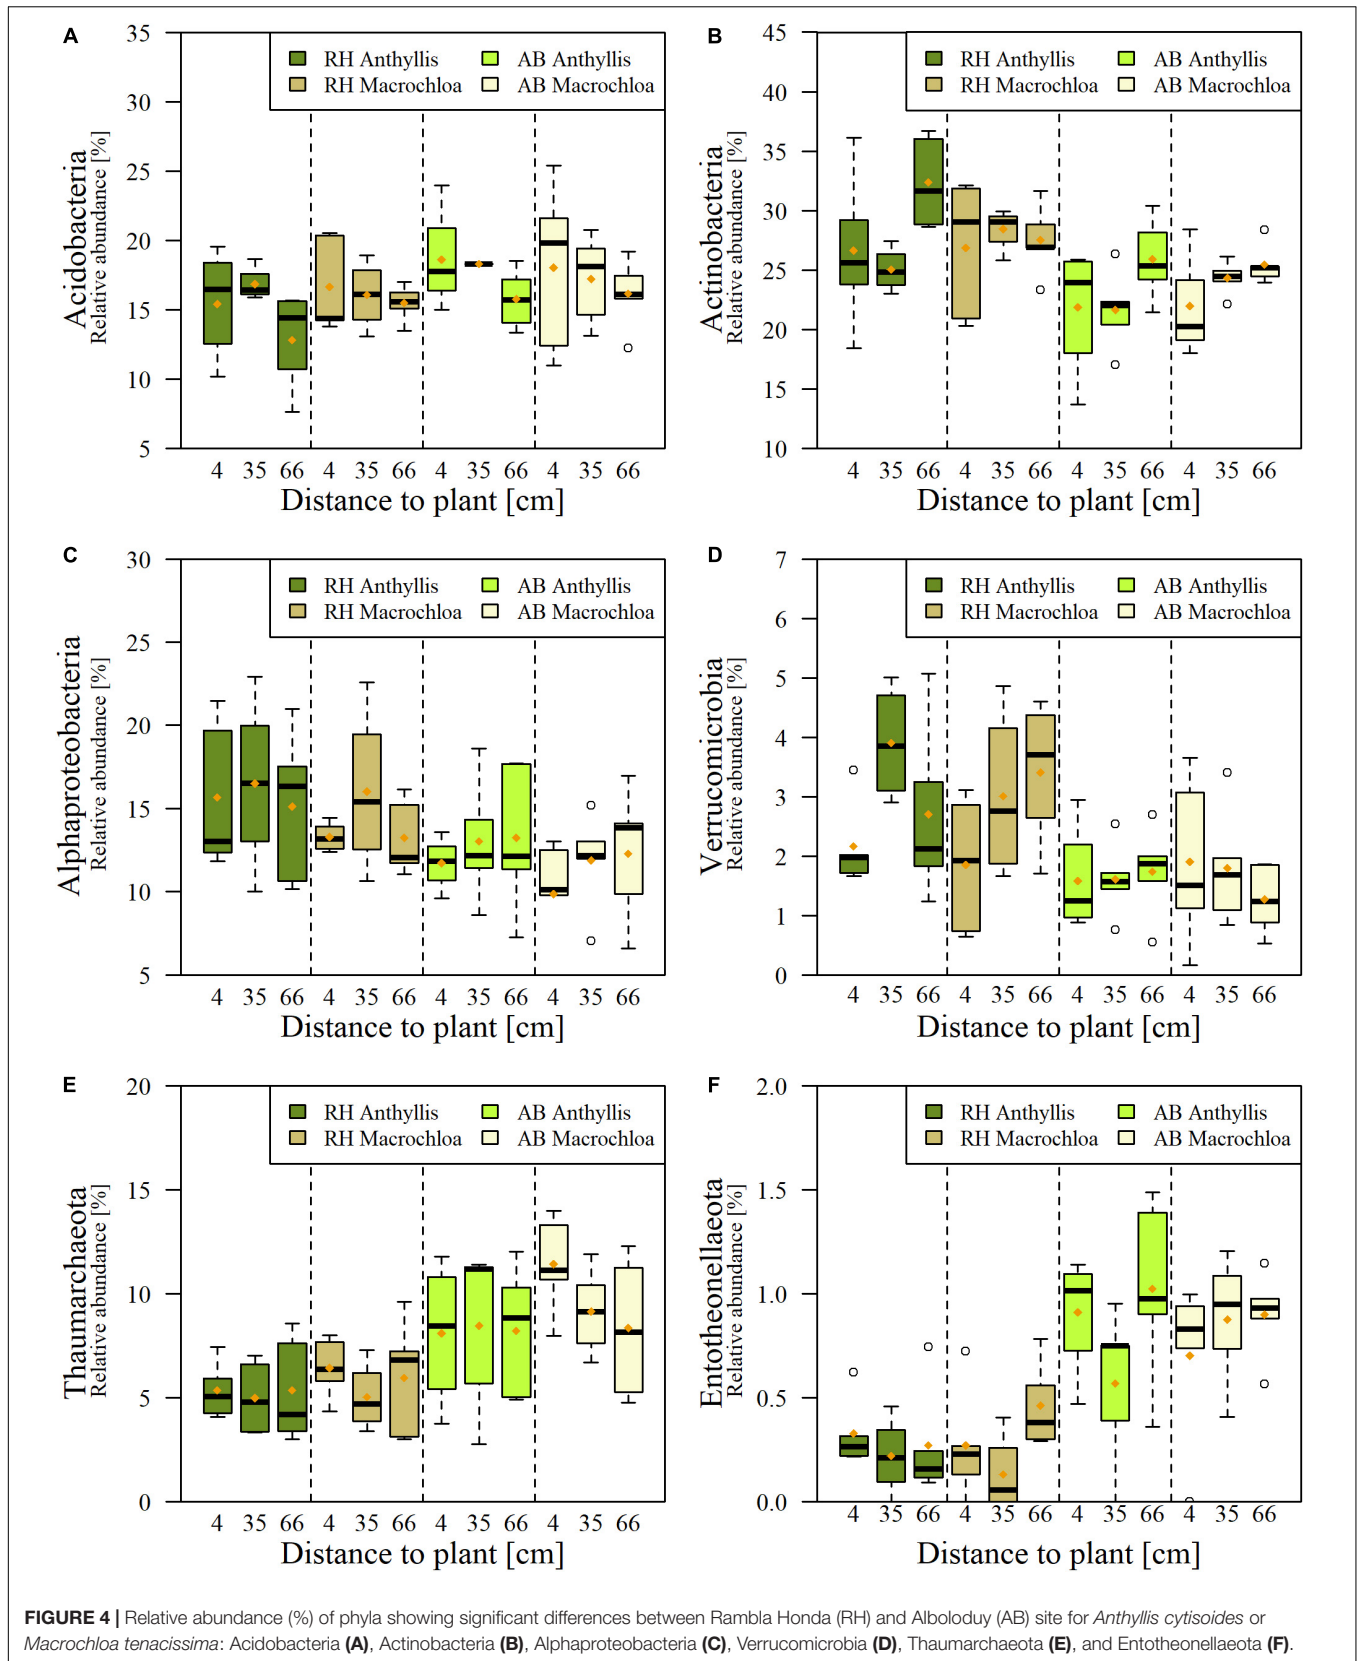 A
35
30
25
20
15
10
5
Acidobacteria
Relative abundance [%]
RH Anthyllis AB Anthyllis
RH Macrochloa AB Macrochloa
4 35 66 4 35 66 4 35 66 4 35 66
Distance to plant [cm]
B
45
40
35
30
25
20
15
10
Actinobacteria
Relative abundance [%]
RH Anthyllis AB Anthyllis
RH Macrochloa AB Macrochloa
4 35 66 4 35 66 4 35 66 4 35 66
Distance to plant [cm]
C
30
25
20
15
10
5
Alphaproteobacteria
Relative abundance [%]
RH Anthyllis AB Anthyllis
RH Macrochloa AB Macrochloa
4 35 66 4 35 66 4 35 66 4 35 66
Distance to plant [cm]
D
7
6
5
4
3
2
1
0
Verrucomicrobia
Relative abundance [%]
RH Anthyllis AB Anthyllis
RH Macrochloa AB Macrochloa
4 35 66 4 35 66 4 35 66 4 35 66
Distance to plant [cm]
E
20
15
10
5
0
Thaumarchaeota
Relative abundance [%]
RH Anthyllis AB Anthyllis
RH Macrochloa AB Macrochloa
4 35 66 4 35 66 4 35 66 4 35 66
Distance to plant [cm]
F
2.0
1.5
1.0
0.5
0.0
Entotheonellaeota
Relative abundance [%]
RH Anthyllis AB Anthyllis
RH Macrochloa AB Macrochloa
4 35 66 4 35 66 4 35 66 4 35 66
Distance to plant [cm]
FIGURE 4 | Relative abundance (%) of phyla showing significant differences between Rambla Honda (RH) and Alboloduy (AB) site for Anthyllis cytisoides or
Macrochloa tenacissima: Acidobacteria (A), Actinobacteria (B), Alphaproteobacteria (C), Verrucomicrobia (D), Thaumarchaeota (E), and Entotheonellaeota (F).